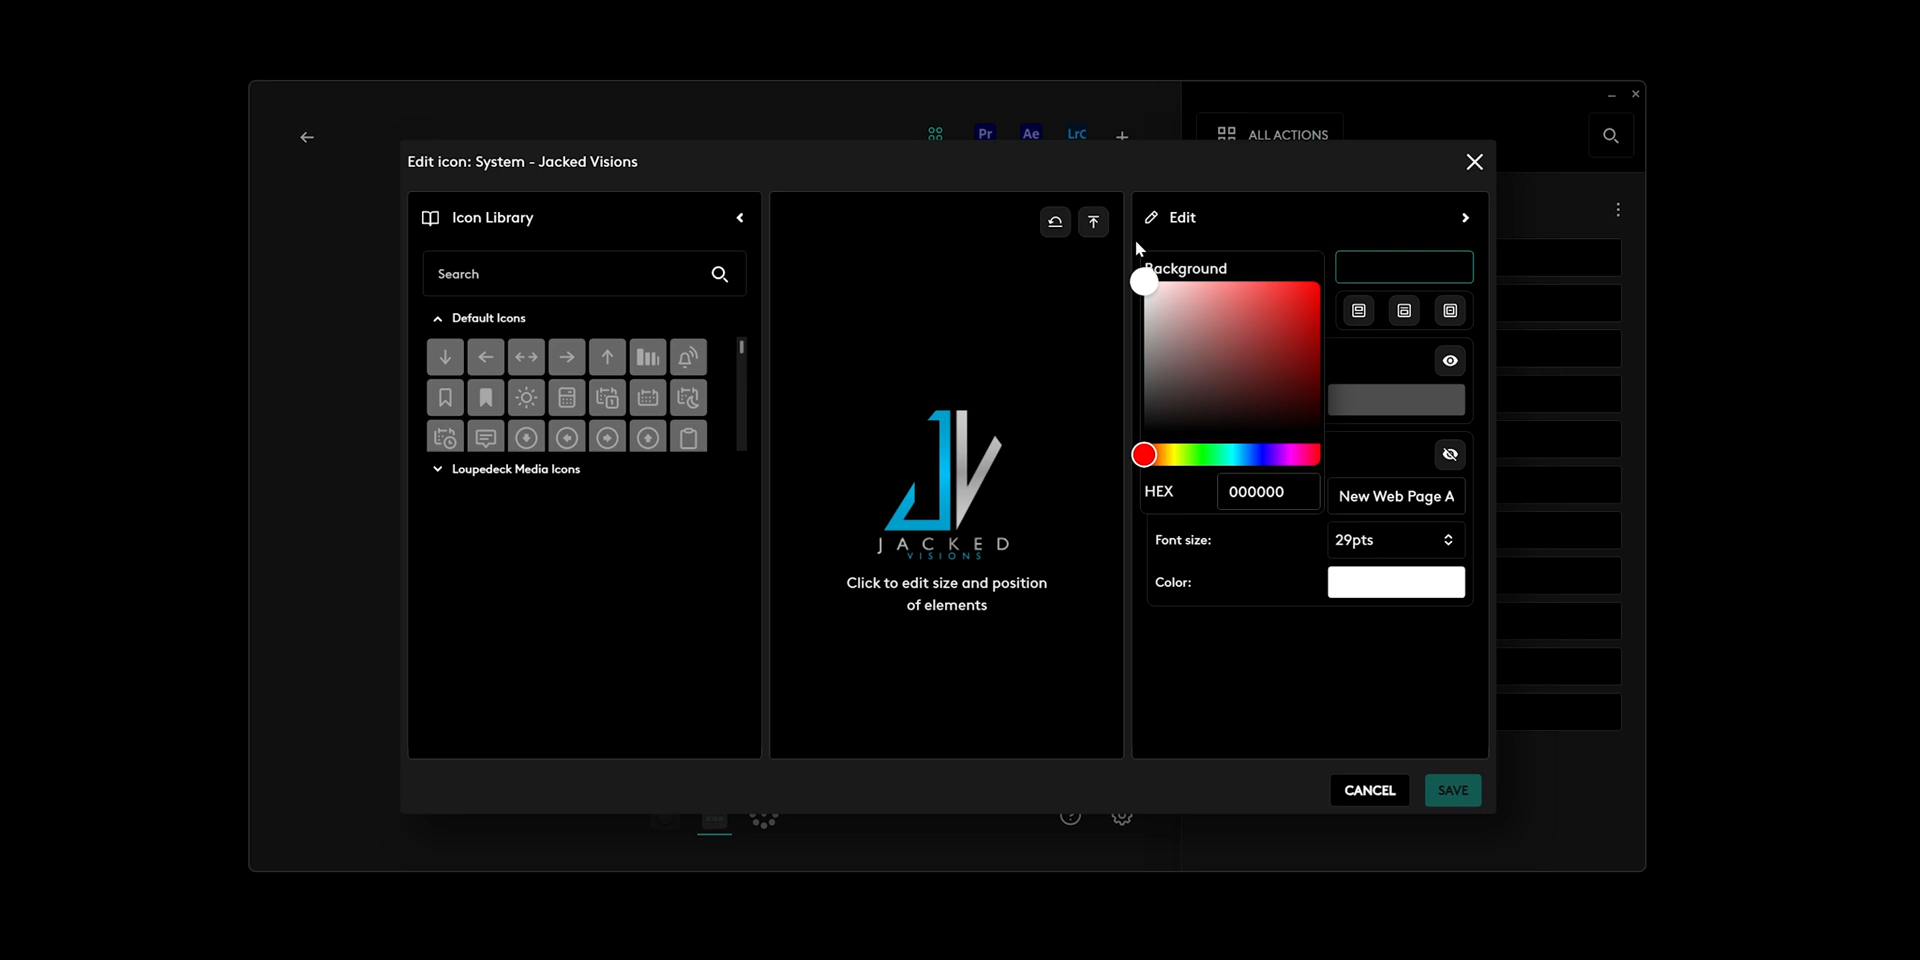 Pr Ae LrC
ALL ACTIONS
Edit icon: System - Jacked Visions
Icon Library
Edit
Search
Background
Default Icons
Loupedeck Media Icons
HEX
000000
New Web Page A
JACKED
VISIONS
Font size:
29pts
Click to edit size and position
of elements
Color:
CANCEL
SAVE